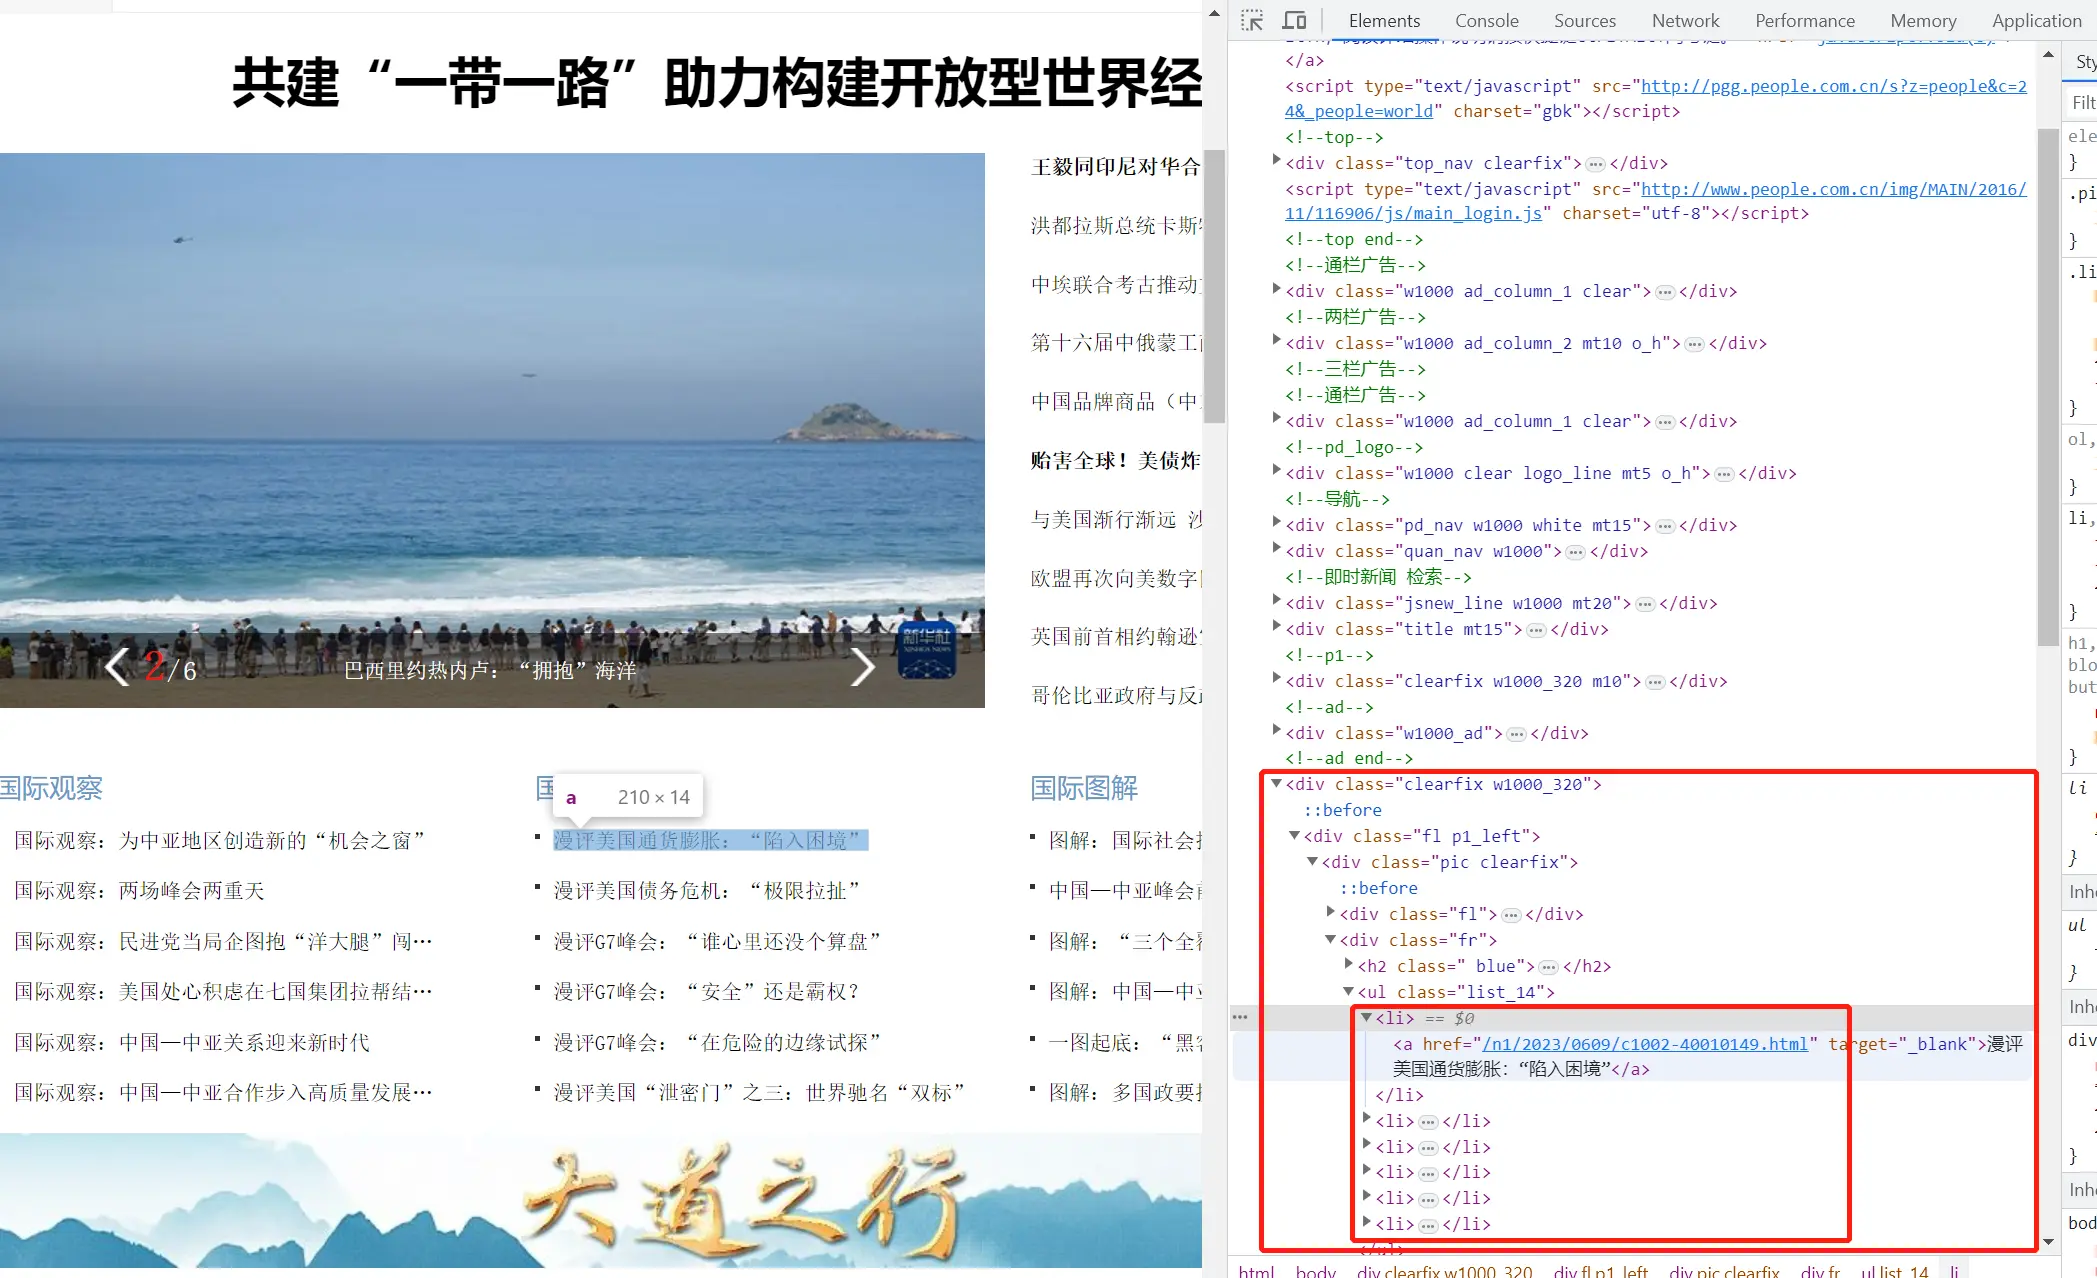 共建“一带一路”助力构建开放型世界经
王毅同印尼对华合
洪都拉斯总统卡斯
中埃联合考古推动
第十六届中俄蒙工
中国品牌商品（中
贻害全球！美债炸
与美国渐行渐远 沙
欧盟再次向美数字
英国前首相约翰逊
哥伦比亚政府与反
新华社
XINHUA NEWS
2/6
巴西里约热内卢：“拥抱”海洋
国际观察
国际观察：为中亚地区创造新的“机会之窗”
国际观察：两场峰会两重天
国际观察：民进党当局企图抱“洋大腿”闯…
国际观察：美国处心积虑在七国集团拉帮结…
国际观察：中国—中亚关系迎来新时代
国际观察：中国—中亚合作步入高质量发展…
a 210 × 14
漫评美国通货膨胀：“陷入困境”
漫评美国债务危机：“极限拉扯”
漫评G7峰会：“谁心里还没个算盘”
漫评G7峰会：“安全”还是霸权？
漫评G7峰会：“在危险的边缘试探”
漫评美国“泄密门”之三：世界驰名“双标”
国际图解
图解：国际社会
中国—中亚峰会
图解：“三个全
图解：中国—中
一图起底：“黑
图解：多国政要
大道之行
Elements Console Sources Network Performance Memory Application
</a>
<script type="text/javascript" src="http://pgg.people.com.cn/s?z=people&c=2
4&_people=world" charset="gbk"></script>
<!--top-->
<div class="top_nav clearfix">…</div>
<script type="text/javascript" src="http://www.people.com.cn/img/MAIN/2016/
11/116906/js/main_login.js" charset="utf-8"></script>
<!--top end-->
<!--通栏广告-->
<div class="w1000 ad_column_1 clear">…</div>
<!--两栏广告-->
<div class="w1000 ad_column_2 mt10 o_h">…</div>
<!--三栏广告-->
<!--通栏广告-->
<div class="w1000 ad_column_1 clear">…</div>
<!--pd_logo-->
<div class="w1000 clear logo_line mt5 o_h">…</div>
<!--导航-->
<div class="pd_nav w1000 white mt15">…</div>
<div class="quan_nav w1000">…</div>
<!--即时新闻 检索-->
<div class="jsnew_line w1000 mt20">…</div>
<div class="title mt15">…</div>
<!--p1-->
<div class="clearfix w1000_320 m10">…</div>
<!--ad-->
<div class="w1000_ad">…</div>
<!--ad end-->
<div class="clearfix w1000_320">
::before
<div class="fl p1_left">
<div class="pic clearfix">
::before
<div class="fl">…</div>
<div class="fr">
<h2 class=" blue">…</h2>
<ul class="list_14">
<li> == $0
<a href="/n1/2023/0609/c1002-40010149.html" target="_blank">漫评
美国通货膨胀：“陷入困境”</a>
</li>
<li>…</li>
<li>…</li>
<li>…</li>
<li>…</li>
<li>…</li>
</ul>
html body div.clearfix.w1000_320 div.fl.p1_left div.pic.clearfix div.fr ul.list_14 li
Sty
Filt
ele
}
.pi
}
.li
}
ol,
}
li,
}
h1,
blo
but
}
li
}
Inhe
ul
}
Inhe
div
}
Inhe
bod